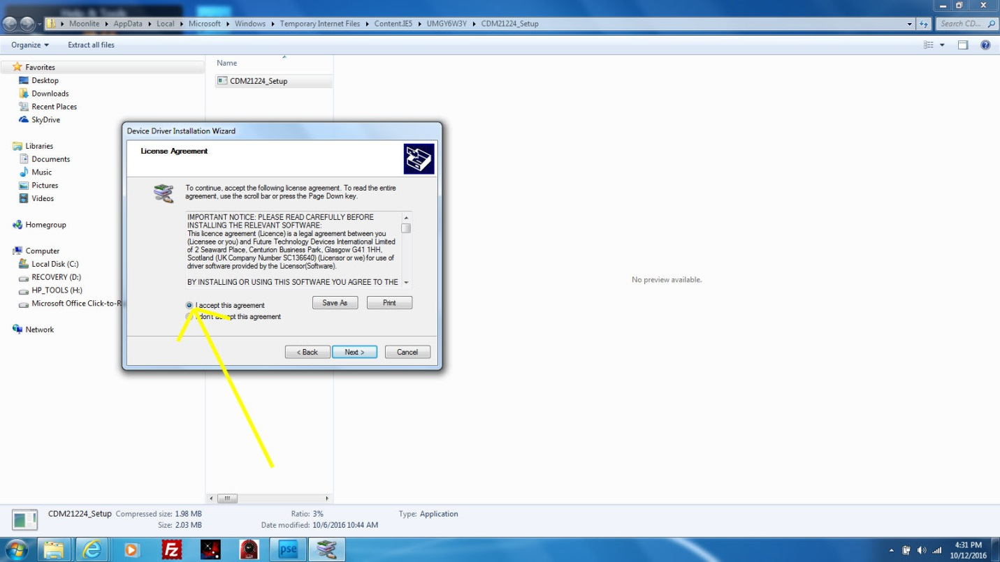 Moonlite AppData Local Microsoft Windows Temporary Internet Files Content.IE5 UMGY6W3Y CDM21224_Setup
Search CD...
Organize Extract all files
Favorites
Desktop
Downloads
Recent Places
SkyDrive
Libraries
Documents
Music
Pictures
Videos
Homegroup
Computer
Local Disk (C:)
RECOVERY (D:)
HP_TOOLS (H:)
Microsoft Office Click-to-R
Network
Name
CDM21224_Setup
Device Driver Installation Wizard
License Agreement
To continue, accept the following license agreement. To read the entire
agreement, use the scroll bar or press the Page Down key.
IMPORTANT NOTICE: PLEASE READ CAREFULLY BEFORE
INSTALLING THE RELEVANT SOFTWARE:
This licence agreement (Licence) is a legal agreement between you
(Licensee or you) and Future Technology Devices International Limited
of 2 Seaward Place, Centurion Business Park, Glasgow G41 1HH,
Scotland (UK Company Number SC136640) (Licensor or we) for use of
driver software provided by the Licensor(Software).
BY INSTALLING OR USING THIS SOFTWARE YOU AGREE TO THE
I accept this agreement
Save As
Print
I don't accept this agreement
< Back
Next >
Cancel
No preview available.
CDM21224_Setup Compressed size: 1.98 MB Ratio: 3% Type: Application
Size: 2.03 MB Date modified: 10/6/2016 10:44 AM
Fz
pse
4:31 PM
10/12/2016